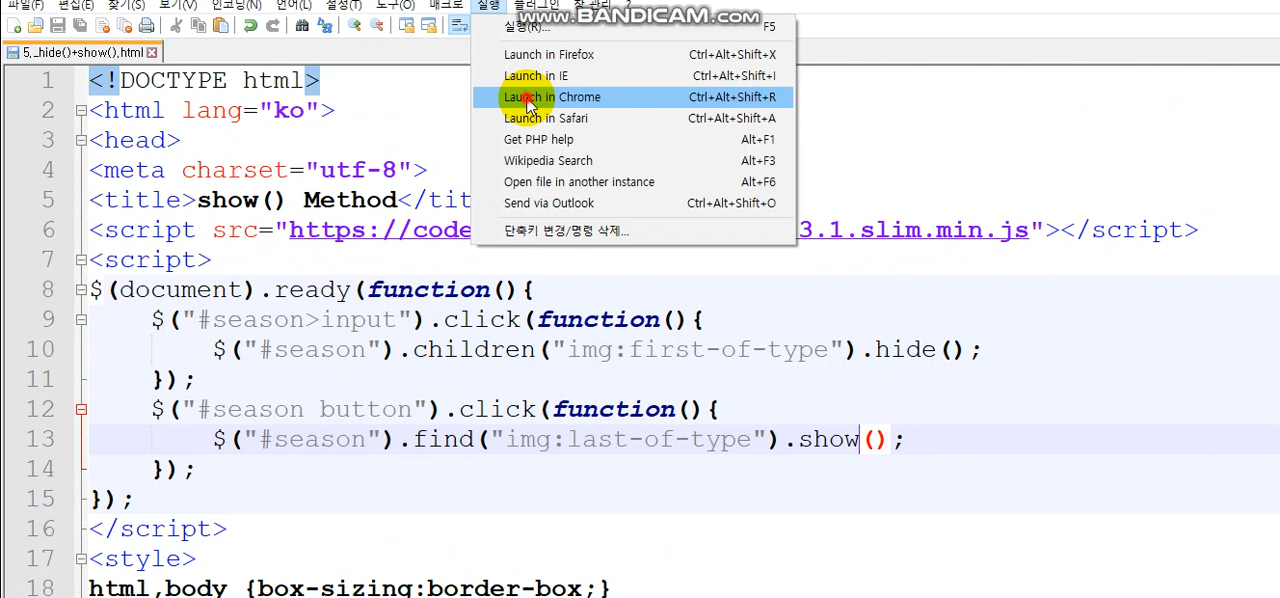 파일(F) 편집(E) 찾기(S) 보기(V) 인코딩(N) 언어(L) 설정(T) 도구(O) 매크로 실행 플러그인 창 관리 ?
www.BANDICAM.com
실행(R)... F5
5,_hide()+show().html
Launch in Firefox Ctrl+Alt+Shift+X
Launch in IE Ctrl+Alt+Shift+I
Launch in Chrome Ctrl+Alt+Shift+R
Launch in Safari Ctrl+Alt+Shift+A
Get PHP help Alt+F1
Wikipedia Search Alt+F3
Open file in another instance Alt+F6
Send via Outlook Ctrl+Alt+Shift+O
단축키 변경/명령 삭제...
1 <!DOCTYPE html>
2 <html lang="ko">
3 <head>
4 <meta charset="utf-8">
5 <title>show() Method</tit
6 <script src="https://code 3.1.slim.min.js"></script>
7 <script>
8 $(document).ready(function(){
9 $("#season>input").click(function(){
10 $("#season").children("img:first-of-type").hide();
11 });
12 $("#season button").click(function(){
13 $("#season").find("img:last-of-type").show();
14 });
15 });
16 </script>
17 <style>
18 html,body {box-sizing:border-box;}